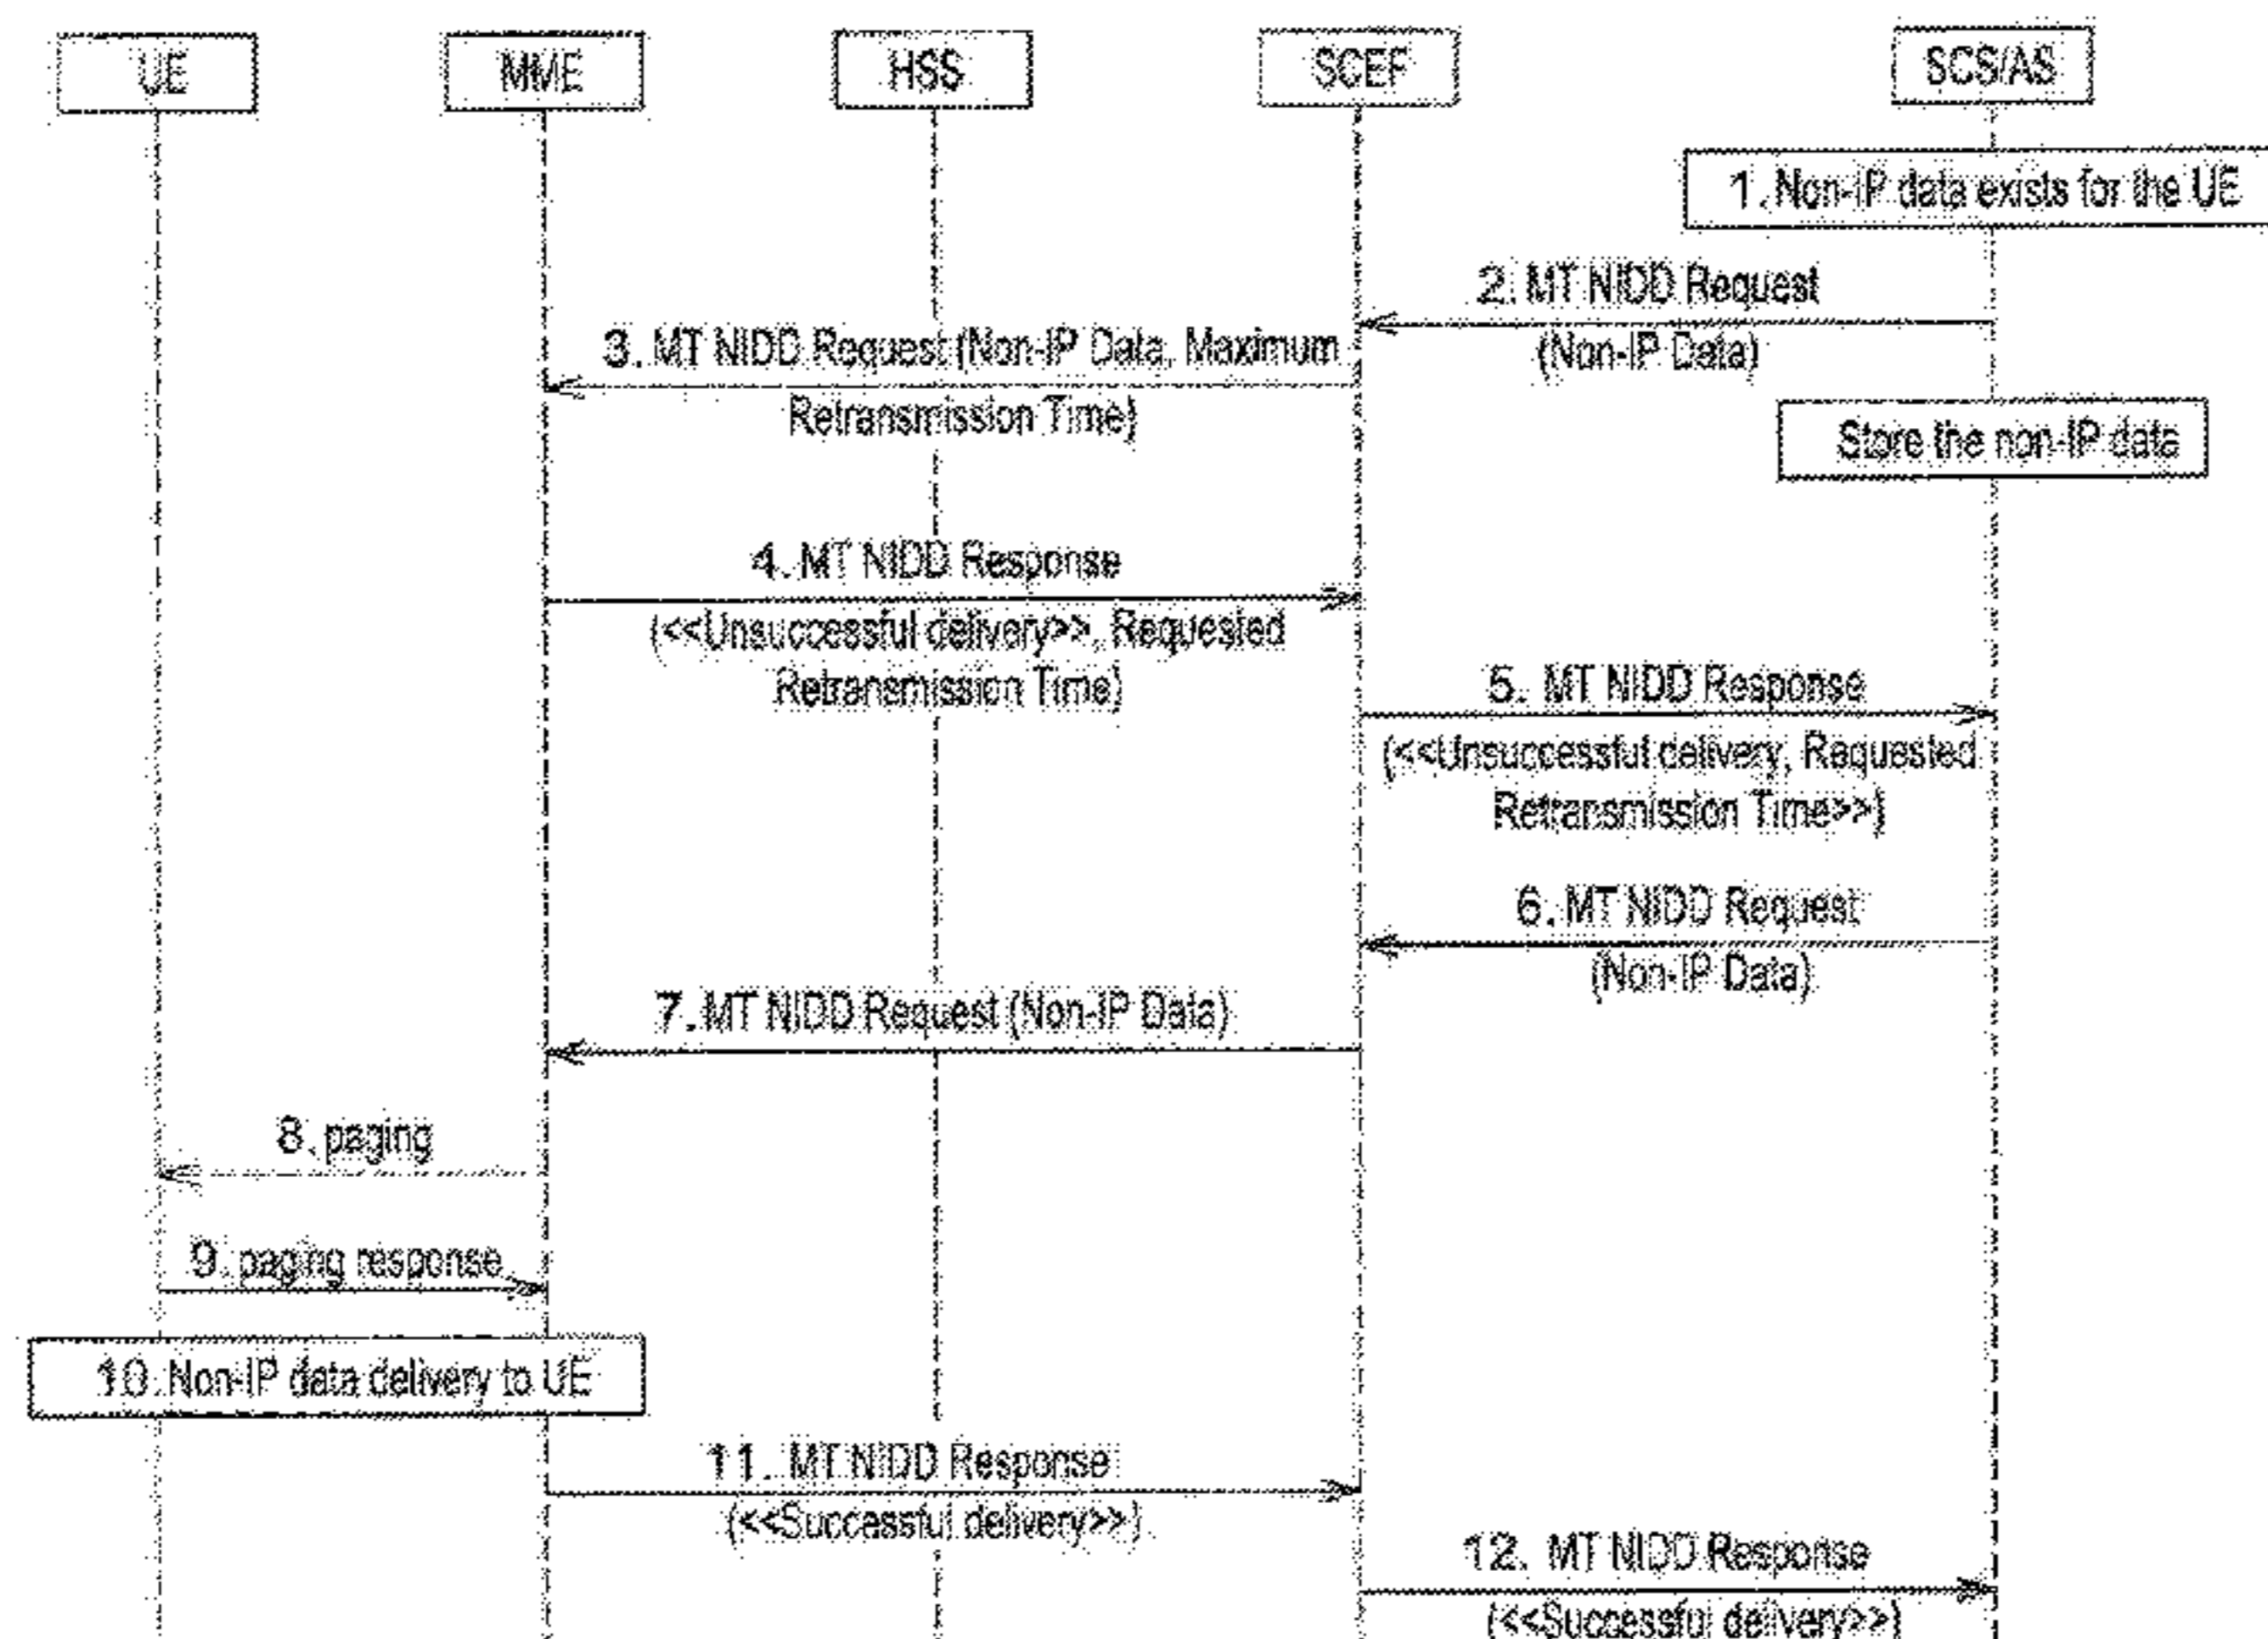 UE
MME
HSS
SCEF
SCS/AS
1. Non-IP data exists for the UE
2. MT NIDD Request
(Non-IP Data)
3. MT NIDD Request (Non-IP Data, Maximum
Retransmission Time)
Store the non-IP data
4. MT NIDD Response
(<<Unsuccessful delivery>>, Requested
Retransmission Time)
5. MT NIDD Response
(<<Unsuccessful delivery, Requested
Retransmission Time>>)
6. MT NIDD Request
(Non-IP Data)
7. MT NIDD Request (Non-IP Data)
8. paging
9. paging response
10. Non-IP data delivery to UE
11. MT NIDD Response
(<<Successful delivery>>)
12. MT NIDD Response
(<<Successful delivery>>)